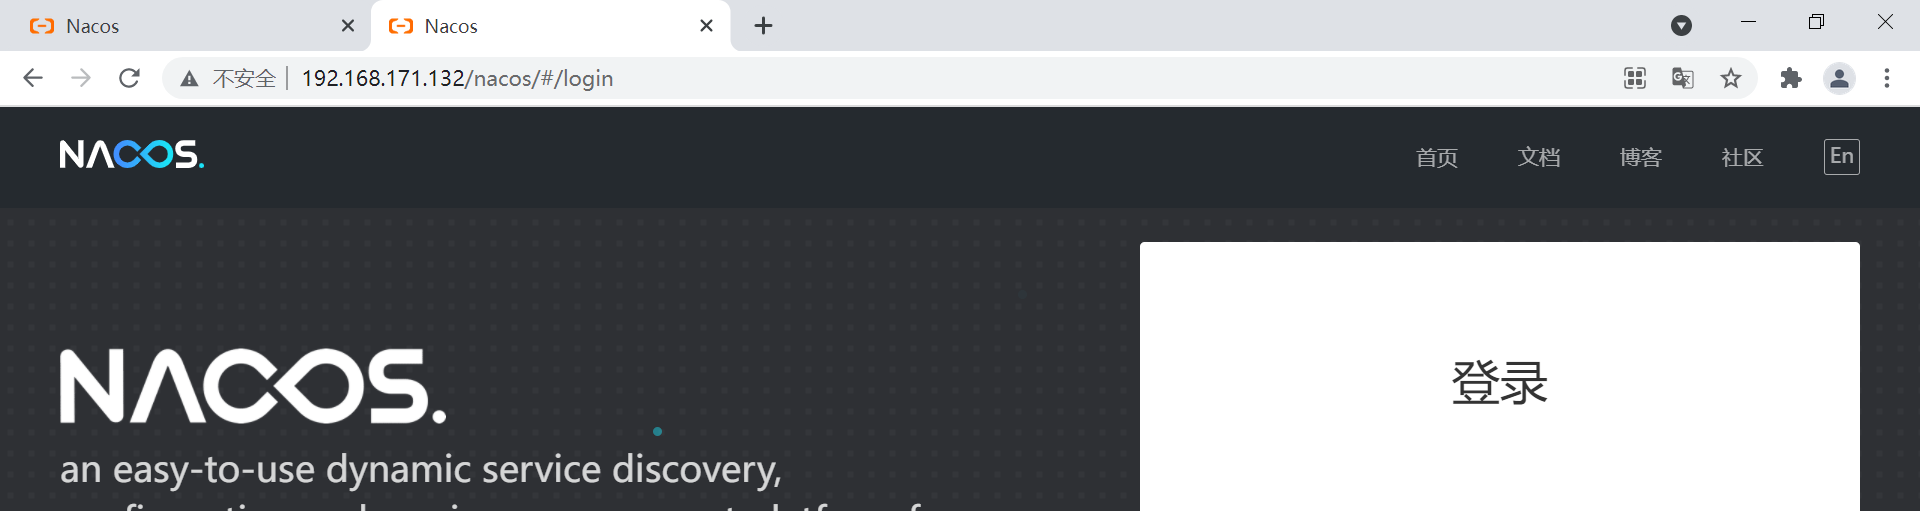 Nacos
Nacos
不安全 192.168.171.132/nacos/#/login
NACOS.
首页 文档 博客 社区 En
登录
NACOS.
an easy-to-use dynamic service discovery,